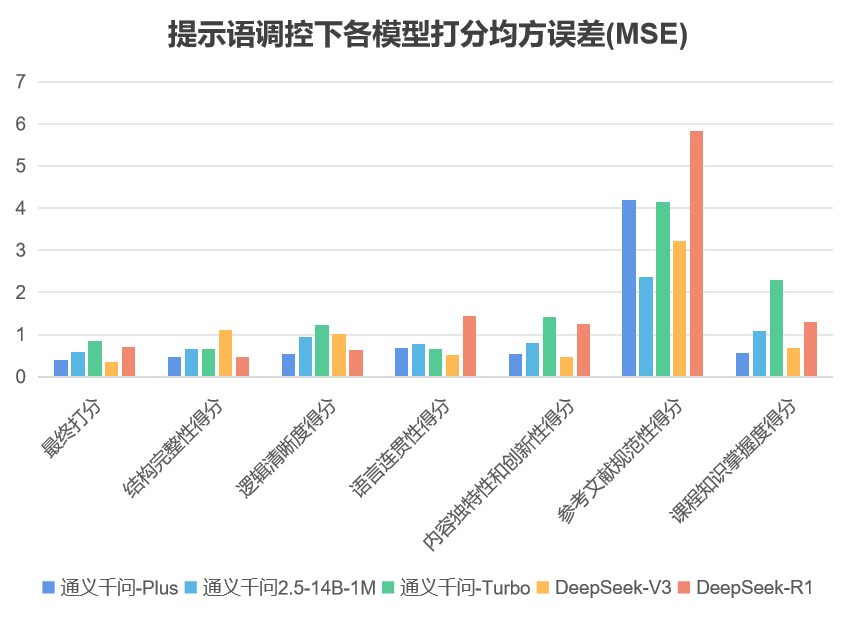 提示语调控下各模型打分均方误差(MSE)
7
6
5
4
3
2
1
0
最终打分
结构完整性得分
逻辑清晰度得分
语言连贯性得分
内容独特性和创新性得分
参考文献规范性得分
课程知识掌握度得分
通义千问-Plus 通义千问2.5-14B-1M 通义千问-Turbo DeepSeek-V3 DeepSeek-R1